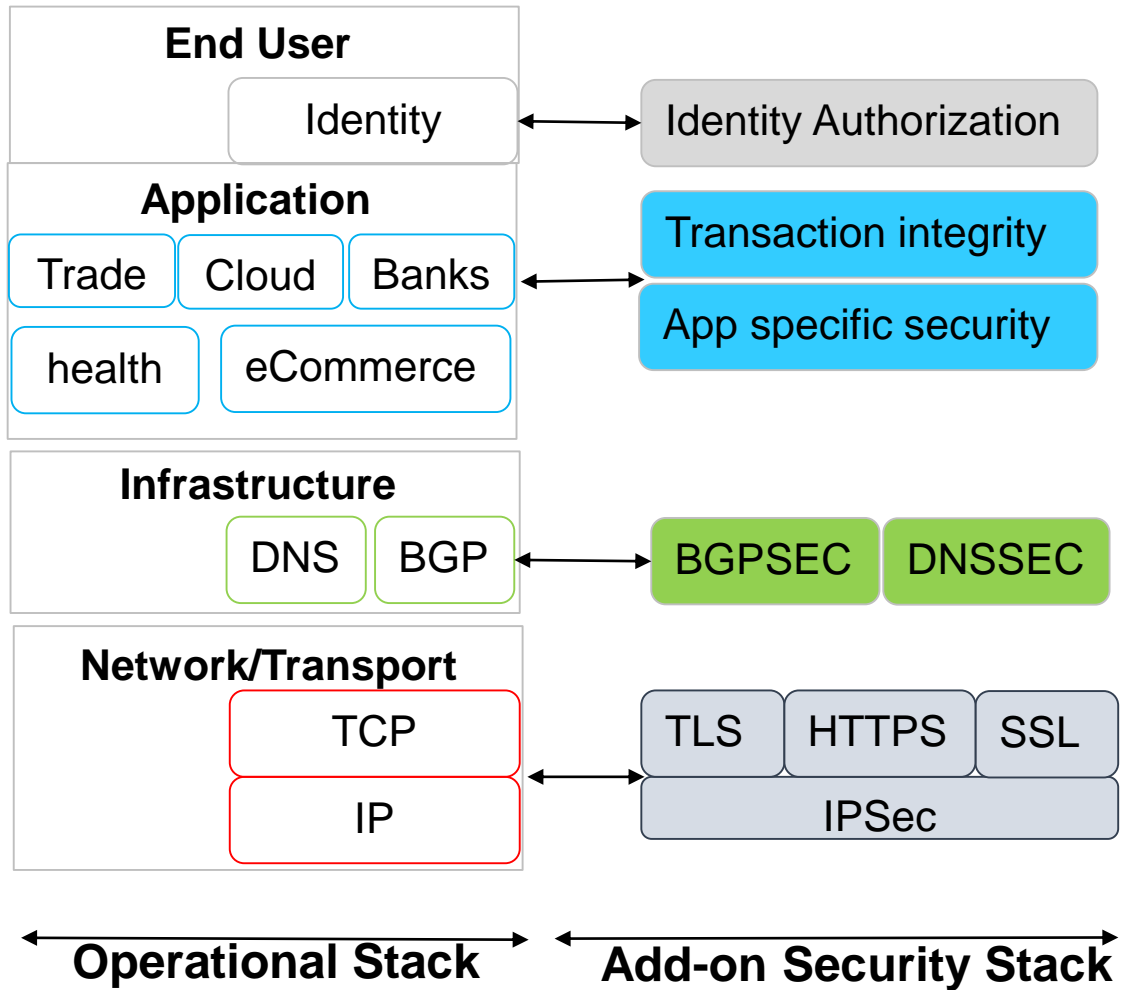 End User
Identity
Identity Authorization
Application
Trade Cloud Banks
Transaction integrity
health eCommerce
App specific security
Infrastructure
DNS BGP
BGPSEC DNSSEC
Network/Transport
TCP
TLS HTTPS SSL
IP
IPSec
Operational Stack
Add-on Security Stack